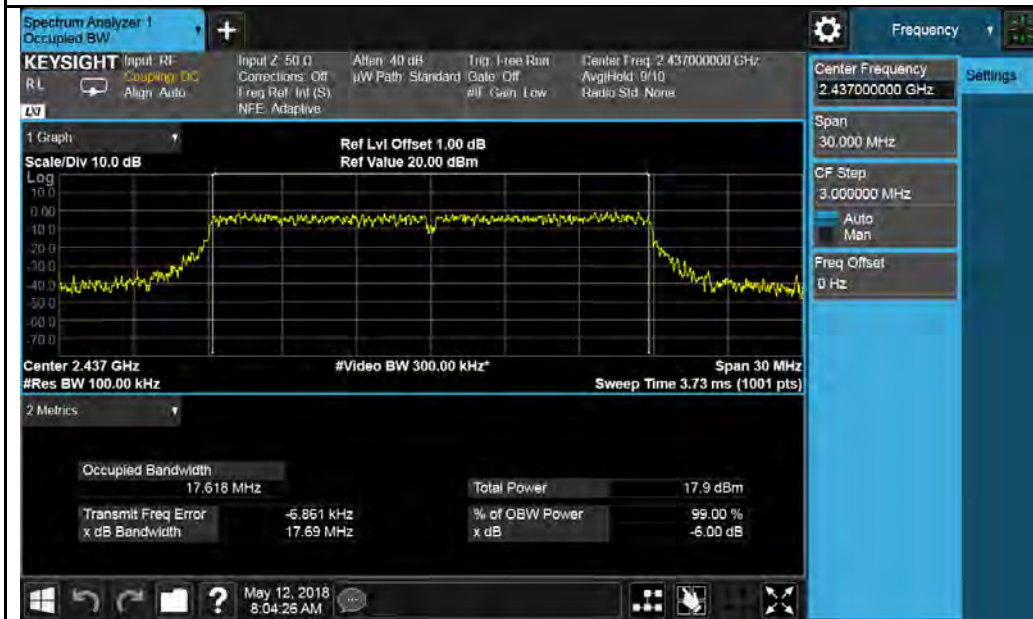 Spectrum Analyzer 1
Occupied BW
+
Frequency
KEYSIGHT Input: RF
R L
Coupling: DC
Align: Auto
LXI
Input Z: 50 Ω
Corrections: Off
Freq Ref: Int (S)
NFE: Adaptive
Atten: 40 dB
µW Path: Standard
Trig: Free Run
Gate: Off
#IF Gain: Low
Center Freq: 2.437000000 GHz
Avg|Hold: 9/10
Radio Std: None
Center Frequency
2.437000000 GHz
Settings
Span
30.000 MHz
CF Step
3.000000 MHz
Auto
Man
Freq Offset
0 Hz
1 Graph
Scale/Div 10.0 dB
Ref Lvl Offset 1.00 dB
Ref Value 20.00 dBm
Log
10.0
0.00
-10.0
-20.0
-30.0
-40.0
-50.0
-60.0
-70.0
Center 2.437 GHz
#Video BW 300.00 kHz*
Span 30 MHz
#Res BW 100.00 kHz
Sweep Time 3.73 ms (1001 pts)
2 Metrics
Occupied Bandwidth
17.618 MHz
Total Power 17.9 dBm
Transmit Freq Error -6.861 kHz
% of OBW Power 99.00 %
x dB Bandwidth 17.69 MHz
x dB -6.00 dB
?
May 12, 2018
8:04:26 AM